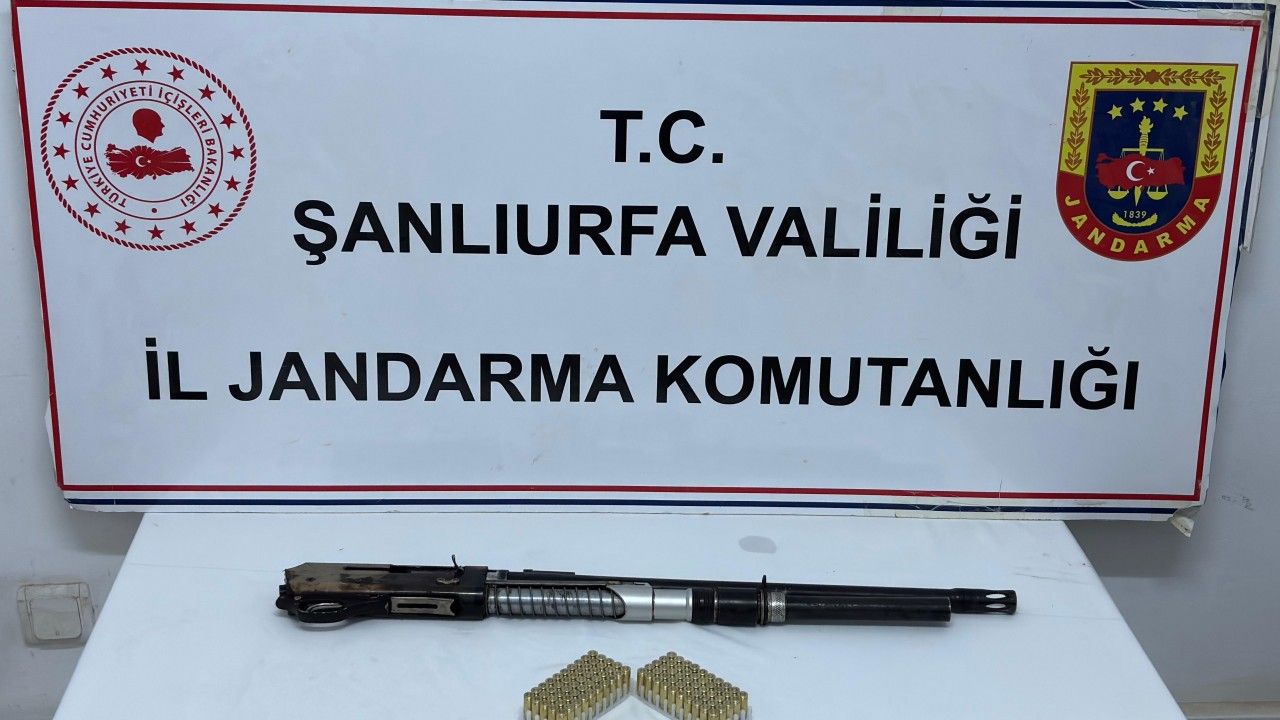 TÜRKİYE CUMHURİYETİ İÇİŞLERİ BAKANLIĞI
T.C.
ŞANLIURFA VALİLİĞİ
İL JANDARMA KOMUTANLIĞI
1839
JANDARMA